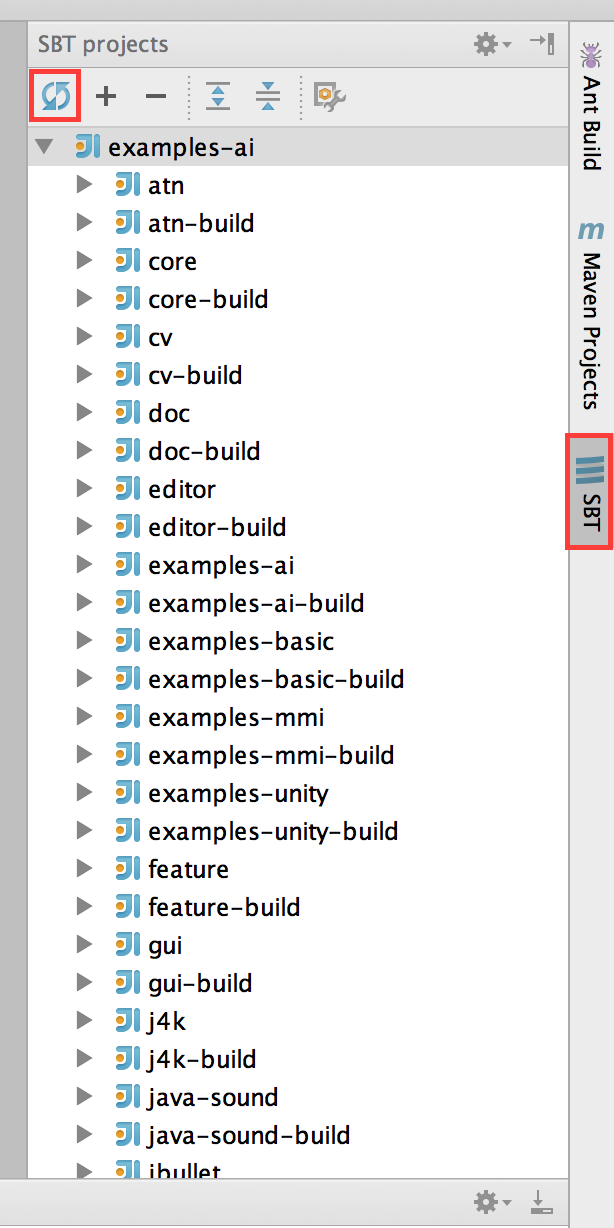 SBT projects
examples-ai
atn
atn-build
core
core-build
cv
cv-build
doc
doc-build
editor
editor-build
examples-ai
examples-ai-build
examples-basic
examples-basic-build
examples-mmi
examples-mmi-build
examples-unity
examples-unity-build
feature
feature-build
gui
gui-build
j4k
j4k-build
java-sound
java-sound-build
jbullet
Ant Build
m
Maven Projects
SBT